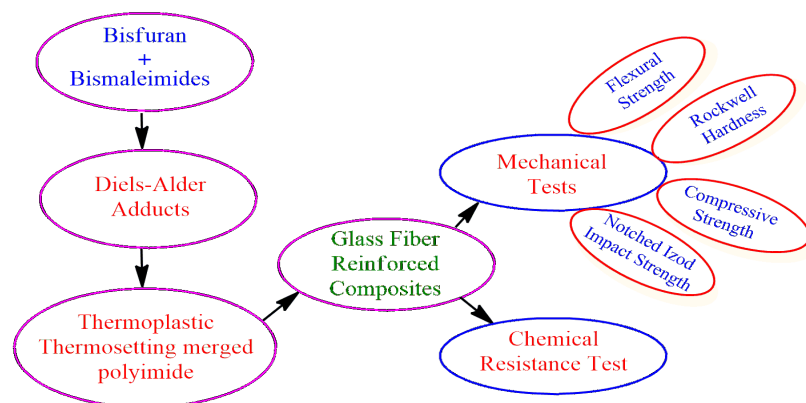 Bisfuran
+
Bismaleimides
Diels-Alder
Adducts
Thermoplastic
Thermosetting merged
polyimide
Glass Fiber
Reinforced
Composites
Mechanical
Tests
Flexural
Strength
Rockwell
Hardness
Compressive
Strength
Notched Izod
Impact Strength
Chemical
Resistance Test